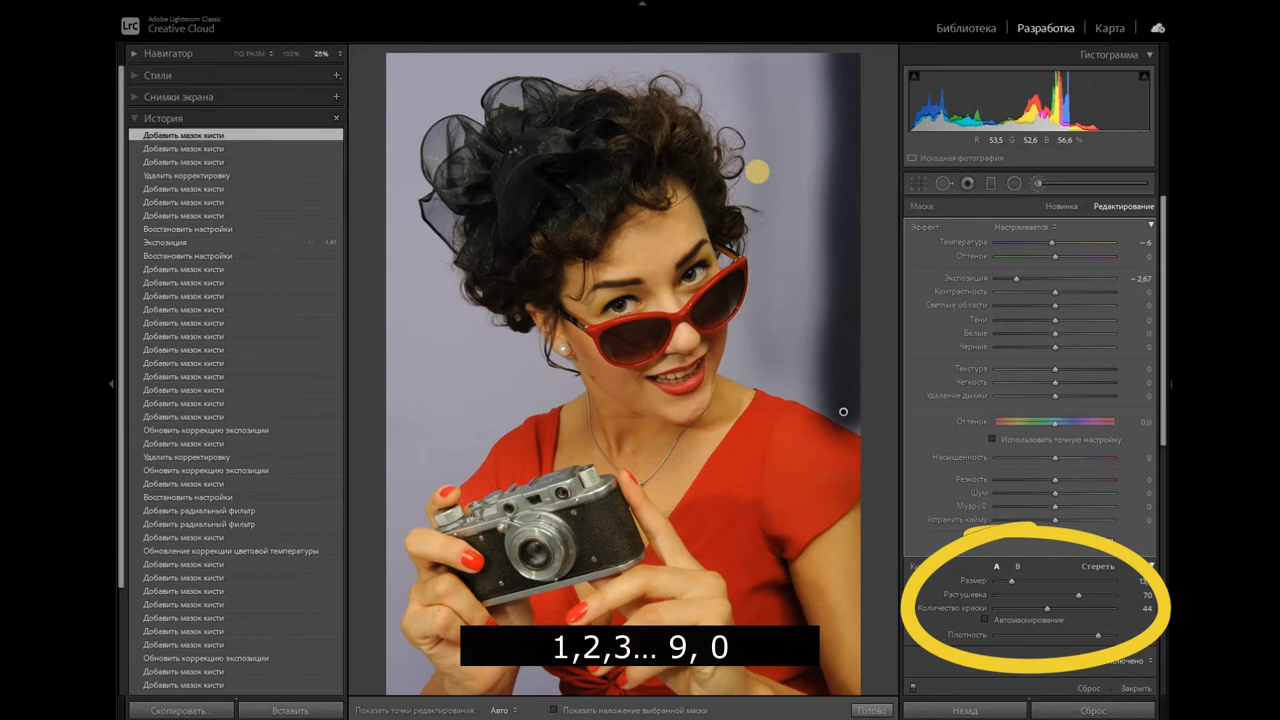 LrC
Adobe Lightroom Classic
Creative Cloud
Библиотека
Разработка
Карта
Навигатор ПО РАЗМ 100% 25%
Стили
Снимки экрана
История
Добавить мазок кисти
Добавить мазок кисти
Добавить мазок кисти
Удалить корректировку
Добавить мазок кисти
Добавить мазок кисти
Добавить мазок кисти
Восстановить настройки
Экспозиция -1,41
Восстановить настройки
Добавить мазок кисти
Добавить мазок кисти
Добавить мазок кисти
Добавить мазок кисти
Добавить мазок кисти
Добавить мазок кисти
Добавить мазок кисти
Добавить мазок кисти
Добавить мазок кисти
Добавить мазок кисти
Добавить мазок кисти
Добавить мазок кисти
Обновить коррекцию экспозиции
Добавить мазок кисти
Удалить корректировку
Обновить коррекцию экспозиции
Добавить мазок кисти
Восстановить настройки
Добавить радиальный фильтр
Добавить радиальный фильтр
Добавить мазок кисти
Обновление коррекции цветовой температуры
Добавить мазок кисти
Добавить мазок кисти
Добавить мазок кисти
Добавить мазок кисти
Добавить мазок кисти
Добавить мазок кисти
Добавить мазок кисти
Обновить коррекцию экспозиции
Добавить мазок кисти
Добавить мазок кисти
Скопировать... Вставить
1,2,3... 9, 0
Показать точки редактирования: Авто Показать наложение выбранной маски Готово
Гистограмма
R 53,5 G 52,6 B 56,6 %
Исходная фотография
Маска: Новинка Редактирование
Эффект Настраивается
Температура – 6
Оттенок
Экспозиция – 2,67
Контрастность 0
Светлые области 0
Тени 0
Белые 0
Черные 0
Текстура 0
Четкость 0
Удаление дымки 0
Оттенок 0,0
Использовать точную настройку
Насыщенность 0
Резкость 0
Шум 0
Муар 0
Устранить кайму 0
A B Стереть
Размер
Растушевка 70
Количество краски 44
Автомаскирование
Плотность
Сброс Закрыть
Назад Сброс